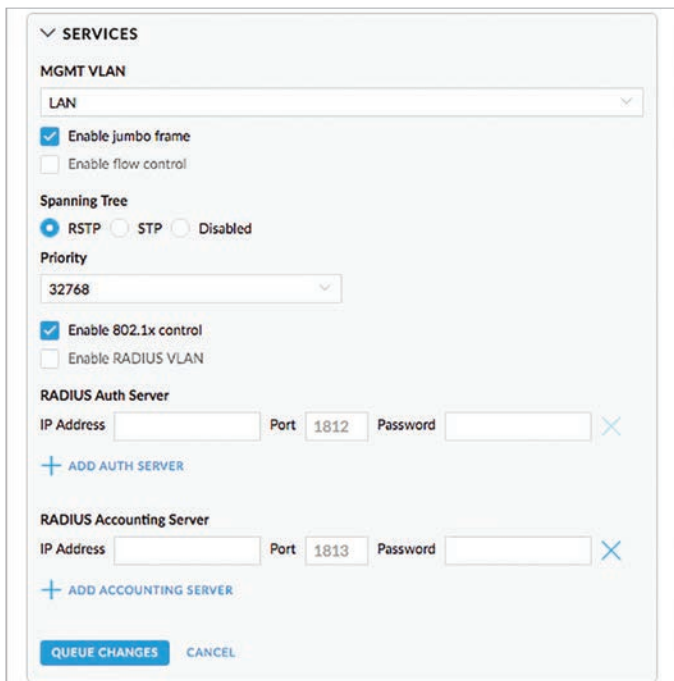 SERVICES
MGMT VLAN
LAN
Enable jumbo frame
Enable flow control
Spanning Tree
RSTP STP Disabled
Priority
32768
Enable 802.1x control
Enable RADIUS VLAN
RADIUS Auth Server
IP Address Port 1812 Password
ADD AUTH SERVER
RADIUS Accounting Server
IP Address Port 1813 Password
ADD ACCOUNTING SERVER
QUEUE CHANGES CANCEL